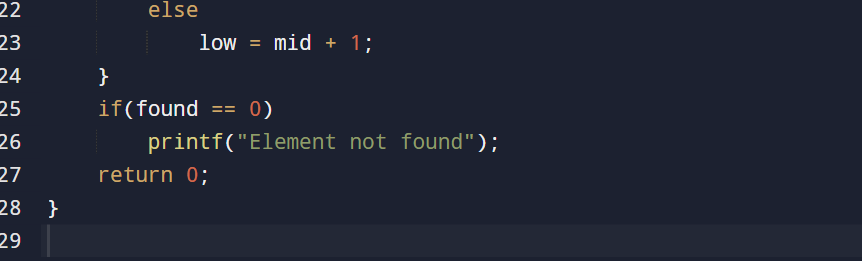 22        else
23            low = mid + 1;
24    }
25    if(found == 0)
26        printf("Element not found");
27    return 0;
28 }
29